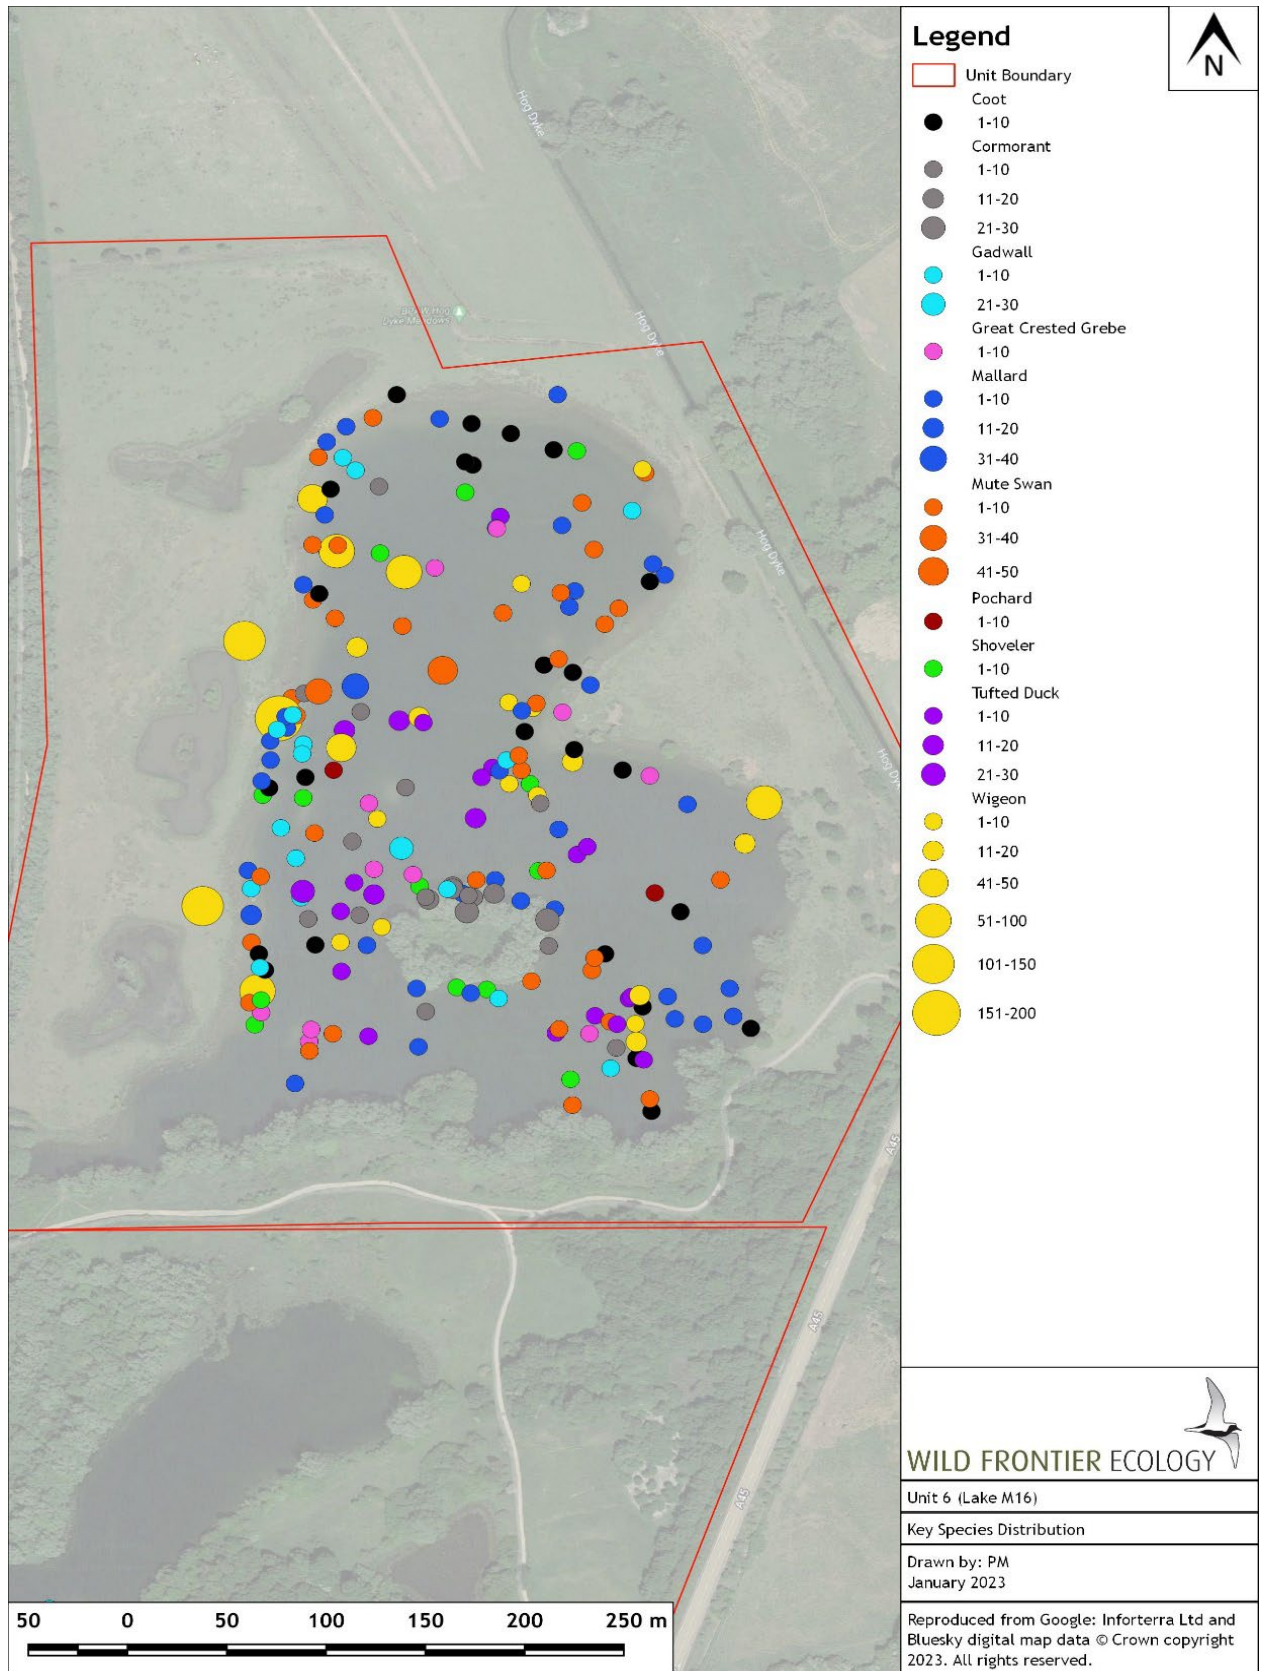 Legend
N
Unit Boundary
Coot
1-10
Cormorant
1-10
11-20
21-30
Gadwall
1-10
21-30
Great Crested Grebe
1-10
Mallard
1-10
11-20
31-40
Mute Swan
1-10
31-40
41-50
Pochard
1-10
Shoveler
1-10
Tufted Duck
1-10
11-20
21-30
Wigeon
1-10
11-20
41-50
51-100
101-150
151-200
Hog Dyke
Hog Dyke
Hog Dyke
Hog Dy
Dyke Meadows
A45
A45
A45
50 0 50 100 150 200 250 m
WILD FRONTIER ECOLOGY
Unit 6 (Lake M16)
Key Species Distribution
Drawn by: PM
January 2023
Reproduced from Google: Inforterra Ltd and
Bluesky digital map data © Crown copyright
2023. All rights reserved.